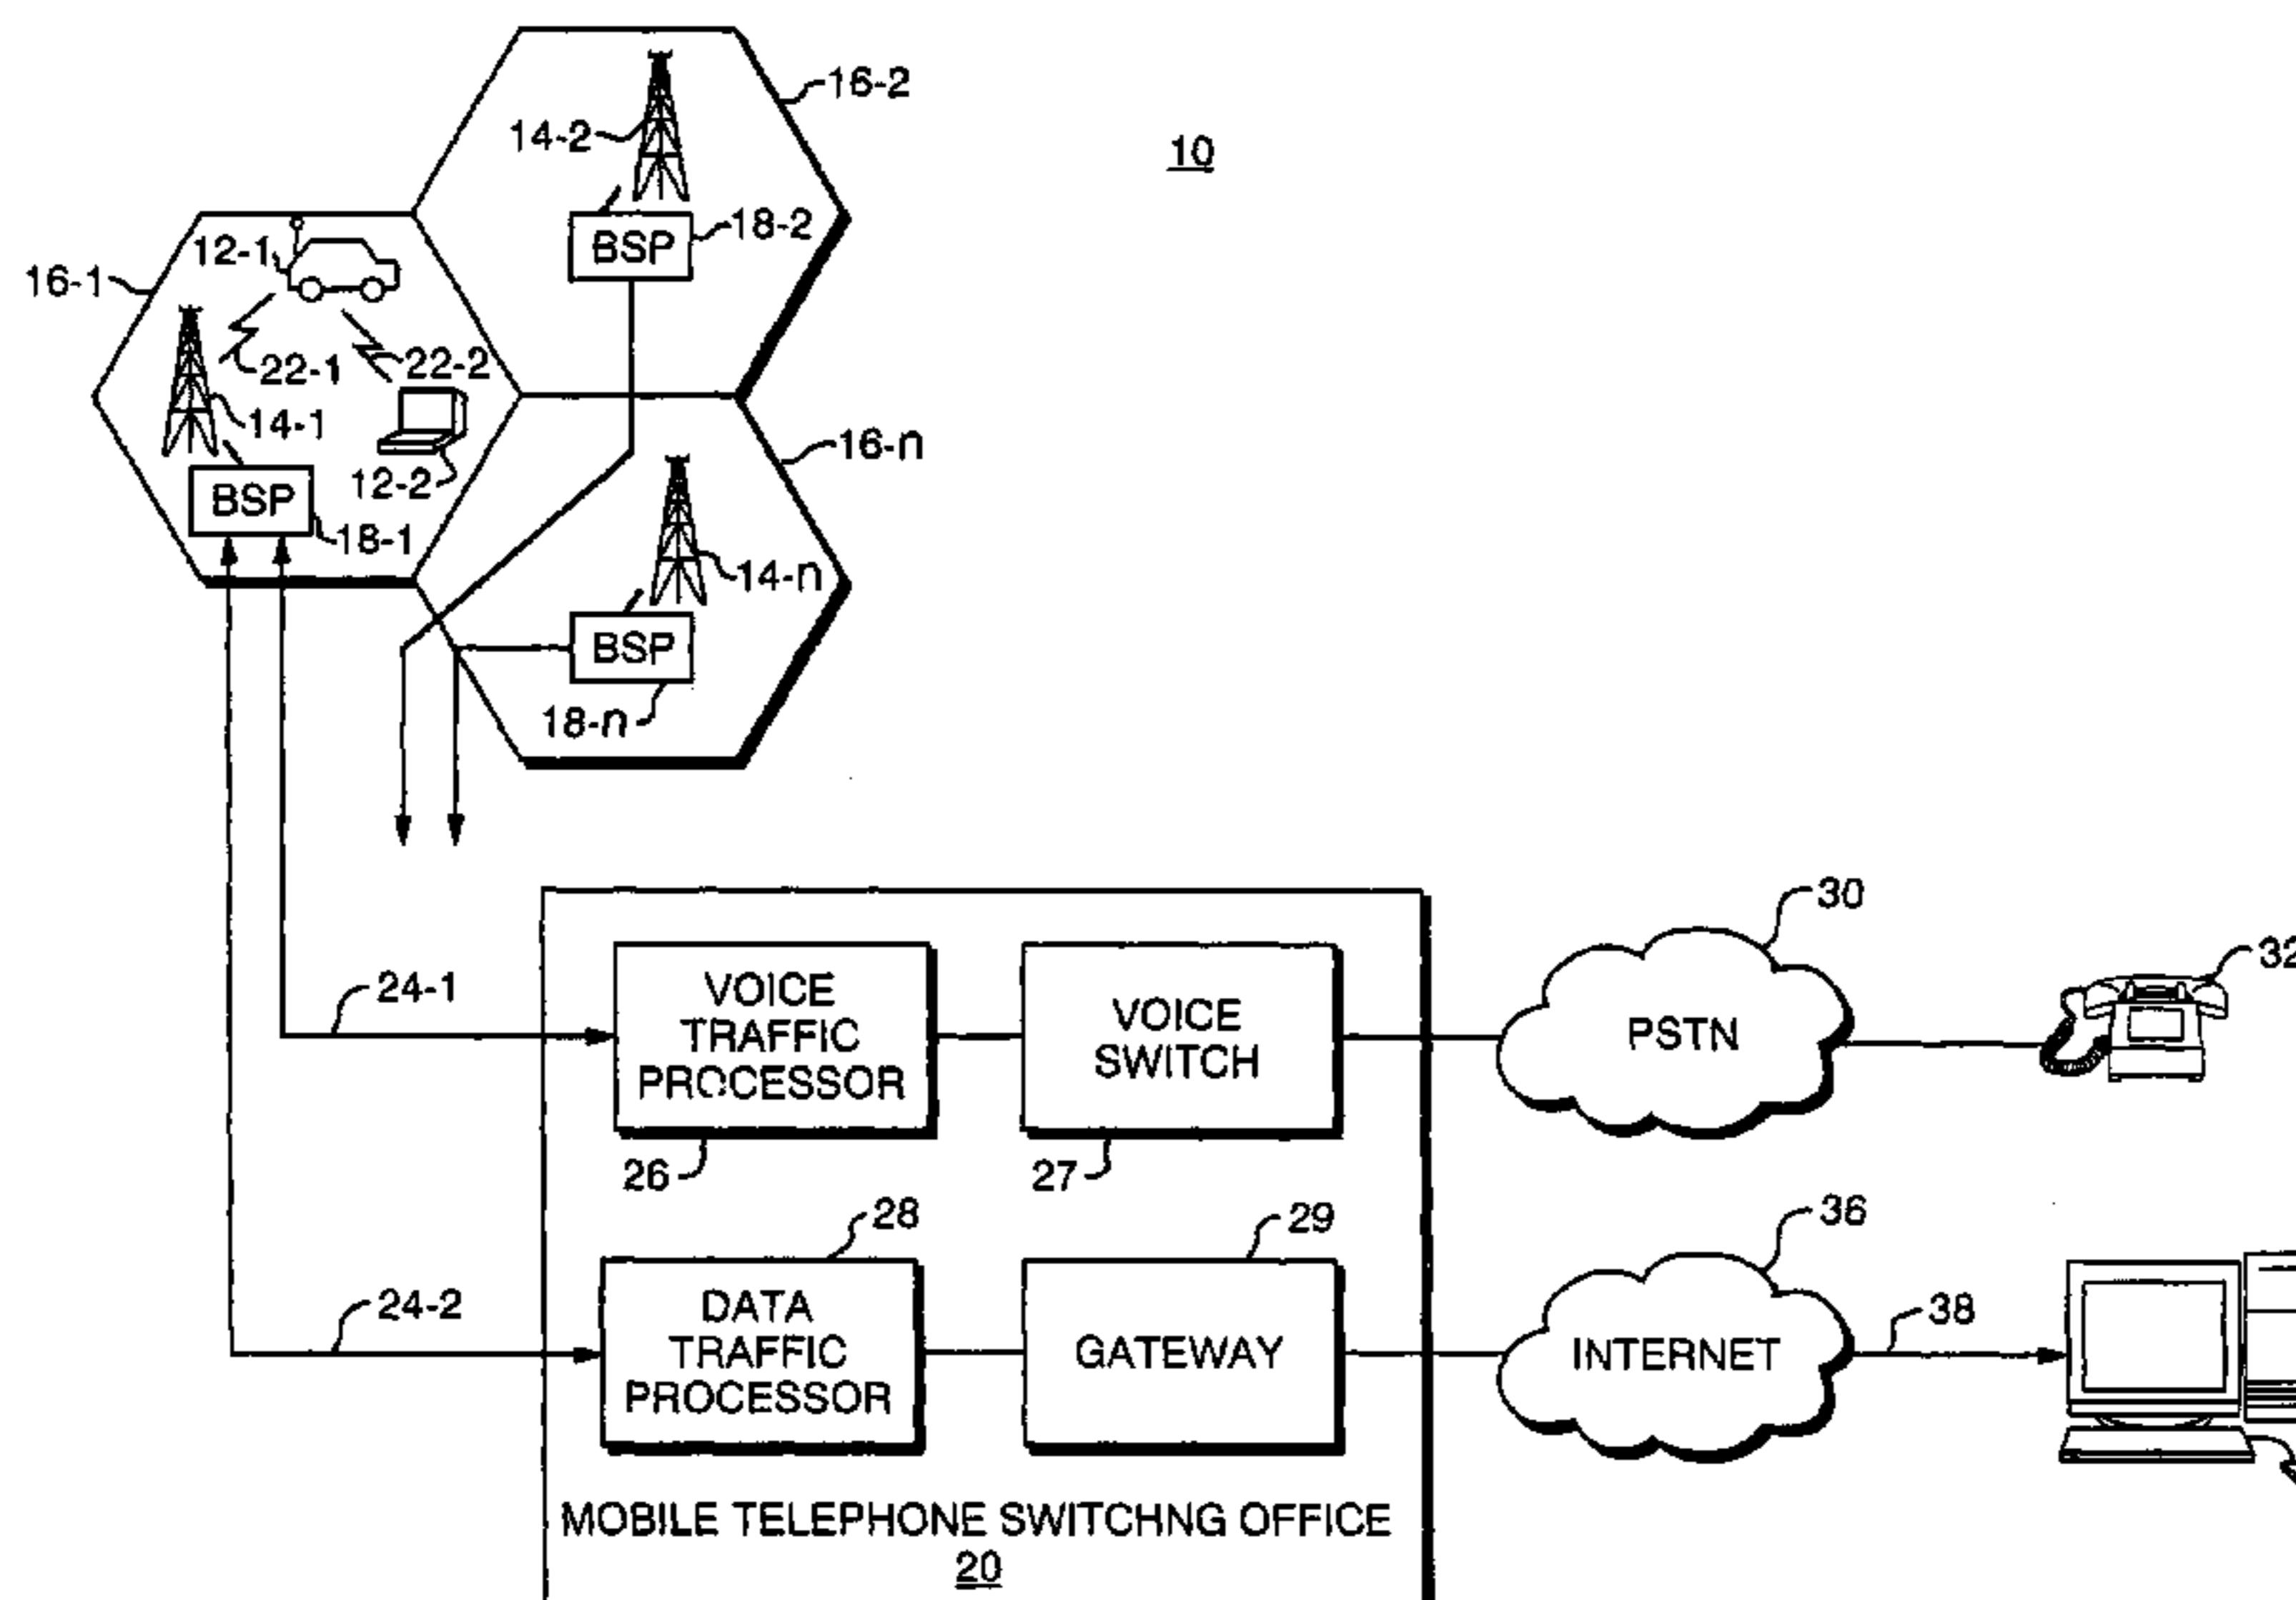 16-2
14-2
10
18-2
BSP
12-1
16-1
22-1
22-2
14-1
16-n
12-2
BSP
18-1
14-n
BSP
18-n
30
32
24-1
VOICE
TRAFFIC
PROCESSOR
VOICE
SWITCH
PSTN
26
27
28
29
36
24-2
DATA
TRAFFIC
PROCESSOR
GATEWAY
INTERNET
38
MOBILE TELEPHONE SWITCHNG OFFICE
20